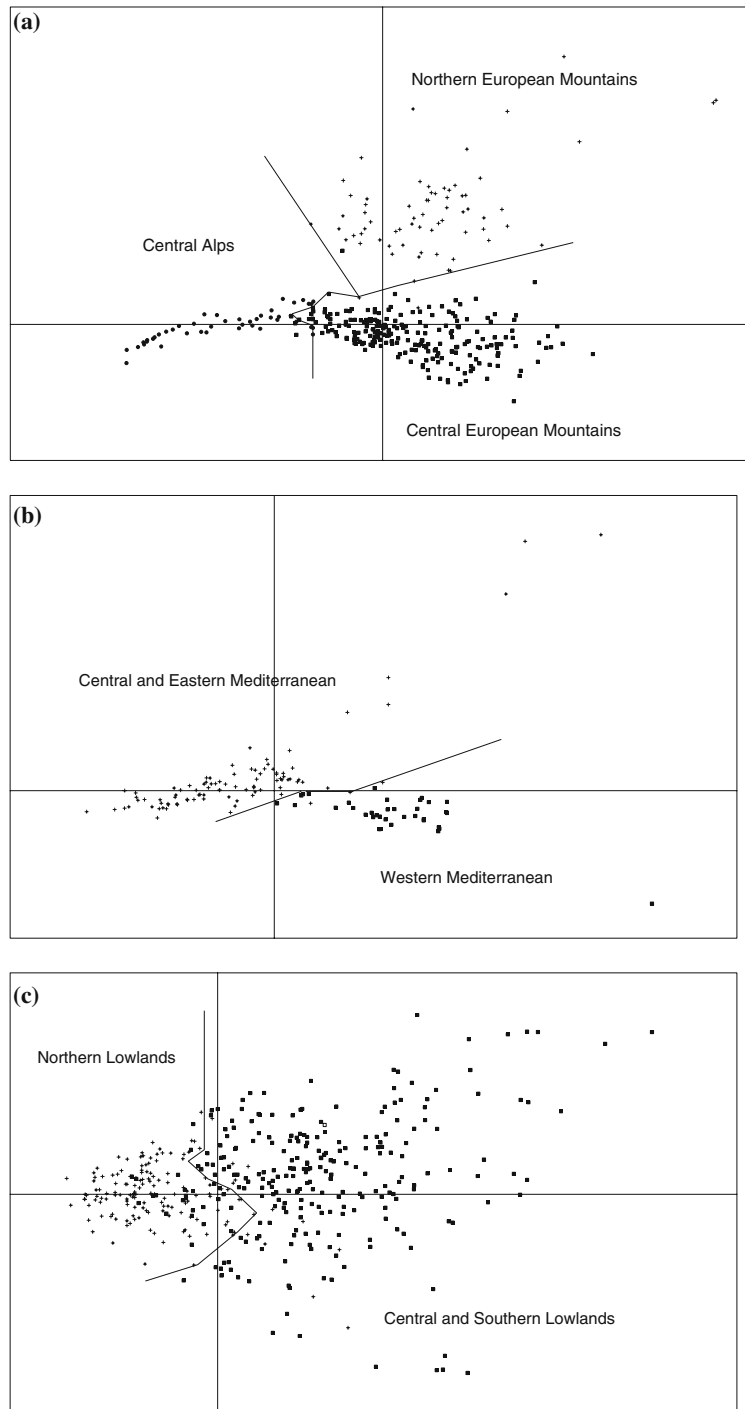 (a)
Northern European Mountains
Central Alps
Central European Mountains
(b)
Central and Eastern Mediterranean
Western Mediterranean
(c)
Northern Lowlands
Central and Southern Lowlands